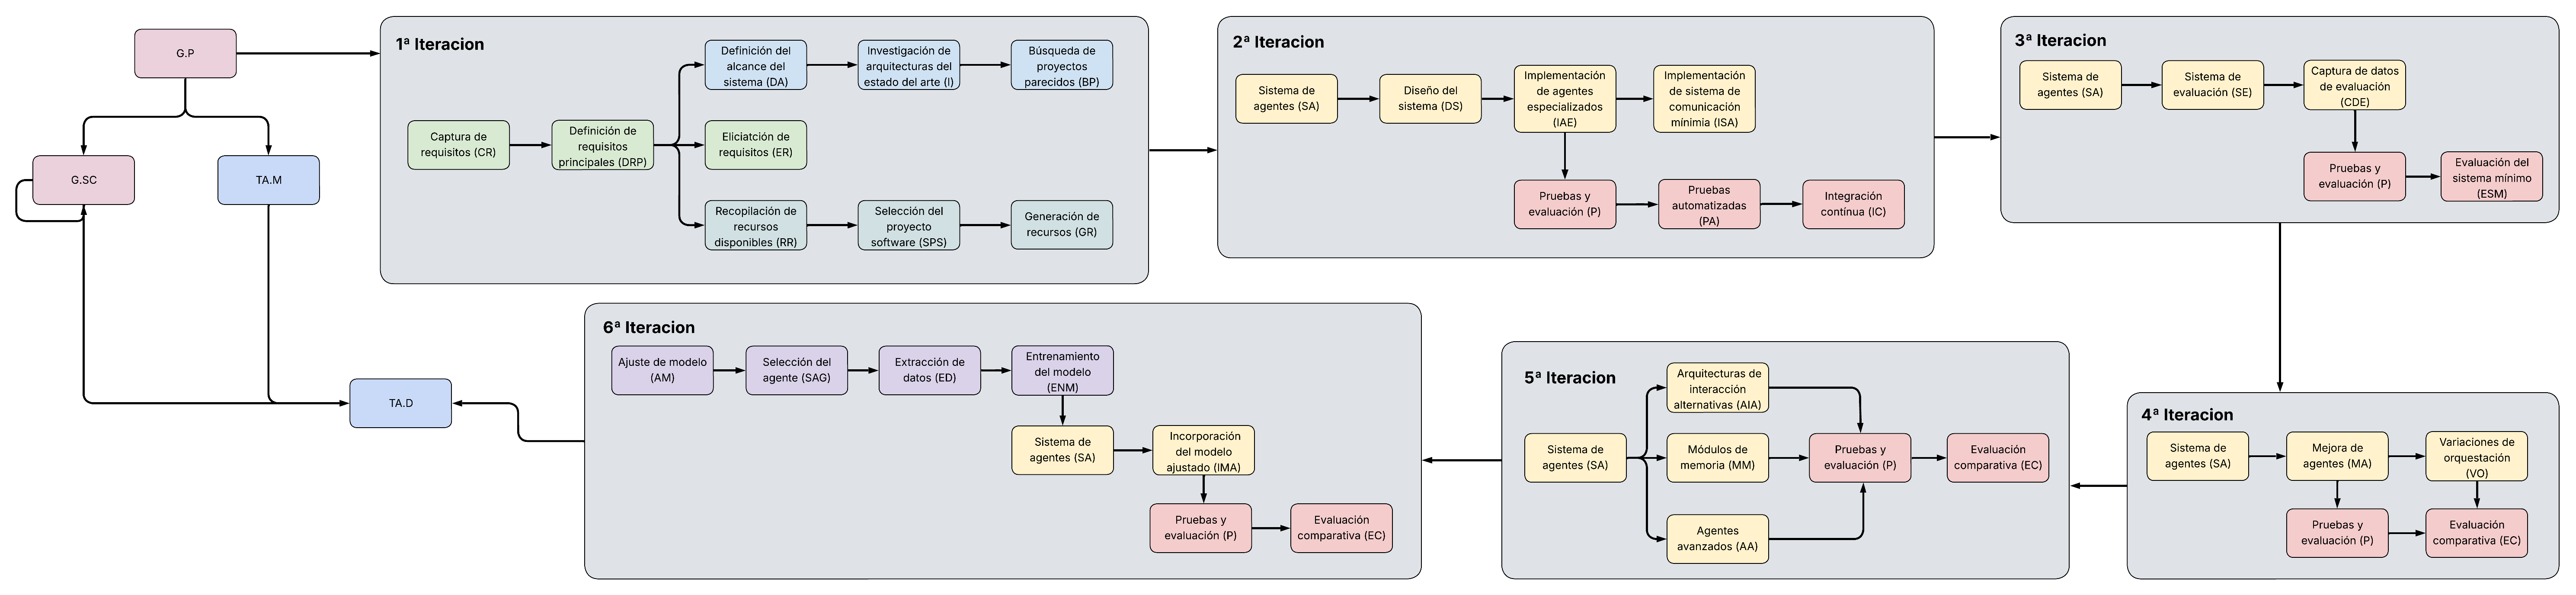 G.P
G.SC
TA.M
TA.D
1ª Iteracion
Captura de
requisitos (CR)
Definición de
requisitos
principales (DRP)
Definición del
alcance del
sistema (DA)
Investigación de
arquitecturas del
estado del arte (I)
Búsqueda de
proyectos
parecidos (BP)
Eliciatción de
requisitos (ER)
Recopilación de
recursos
disponibles (RR)
Selección del
proyecto
software (SPS)
Generación de
recursos (GR)
2ª Iteracion
Sistema de
agentes (SA)
Diseño del
sistema (DS)
Implementación
de agentes
especializados
(IAE)
Implementación
de sistema de
comunicación
mínimia (ISA)
Pruebas y
evaluación (P)
Pruebas
automatizadas
(PA)
Integración
contínua (IC)
3ª Iteracion
Sistema de
agentes (SA)
Sistema de
evaluación (SE)
Captura de datos
de evaluación
(CDE)
Pruebas y
evaluación (P)
Evaluación del
sistema mínimo
(ESM)
4ª Iteracion
Sistema de
agentes (SA)
Mejora de
agentes (MA)
Variaciones de
orquestación
(VO)
Pruebas y
evaluación (P)
Evaluación
comparativa (EC)
5ª Iteracion
Sistema de
agentes (SA)
Arquitecturas de
interacción
alternativas (AIA)
Módulos de
memoria (MM)
Agentes
avanzados (AA)
Pruebas y
evaluación (P)
Evaluación
comparativa (EC)
6ª Iteracion
Ajuste de modelo
(AM)
Selección del
agente (SAG)
Extracción de
datos (ED)
Entrenamiento
del modelo
(ENM)
Sistema de
agentes (SA)
Incorporación
del modelo
ajustado (IMA)
Pruebas y
evaluación (P)
Evaluación
comparativa (EC)